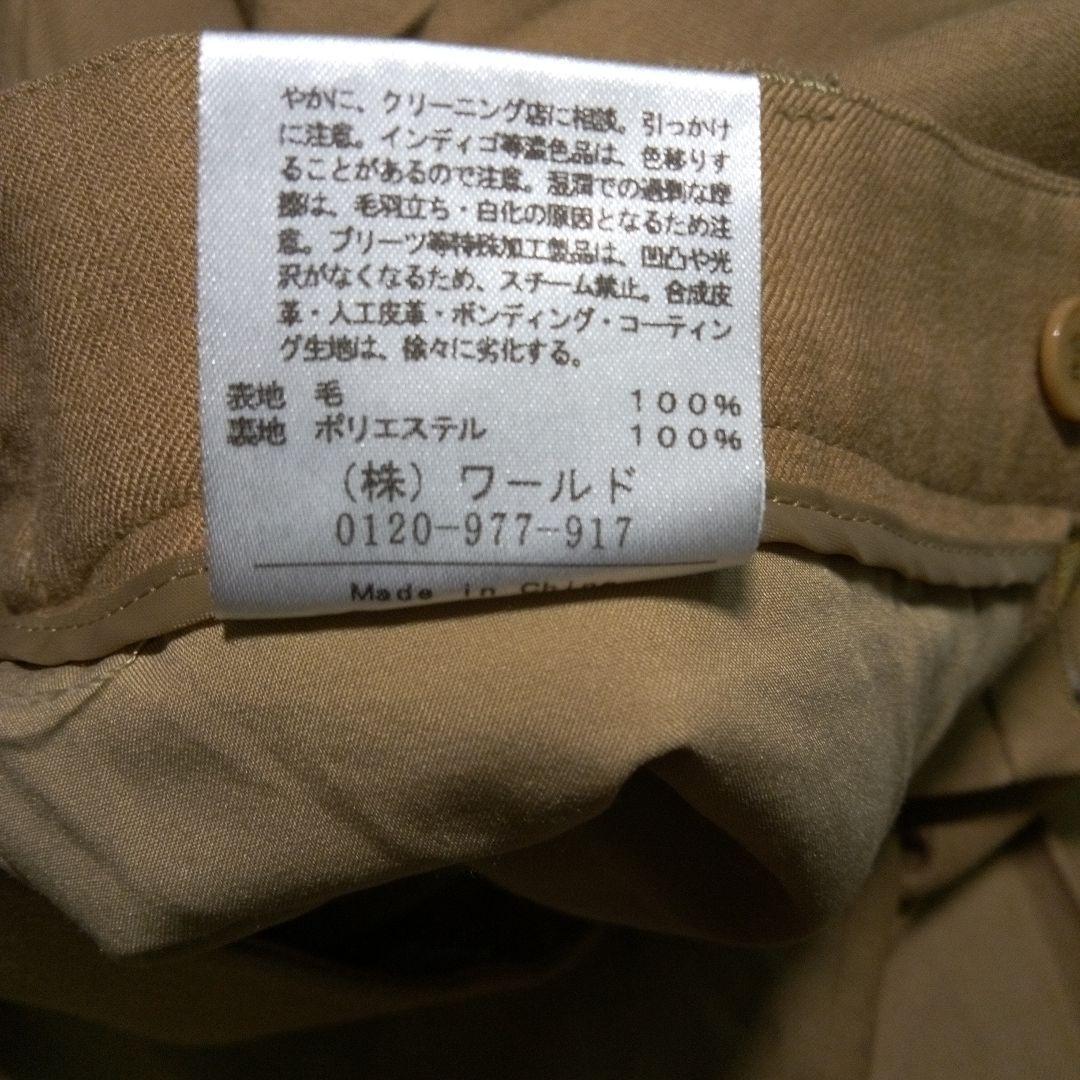 やかに、クリーニング店に相談。引っかけ
に注意。インディゴ等濃色品は、色移りす
ることがあるので注意。湿潤での過剰な摩
擦は、毛羽立ち・白化の原因となるため注
意。プリーツ等特殊加工製品は、凹凸や光
沢がなくなるため、スチーム禁止。合成皮
革・人工皮革・ボンディング・コーティン
グ生地は、徐々に劣化する。
表地 毛 100%
裏地 ポリエステル 100%
(株) ワールド
0120-977-917
Made in China